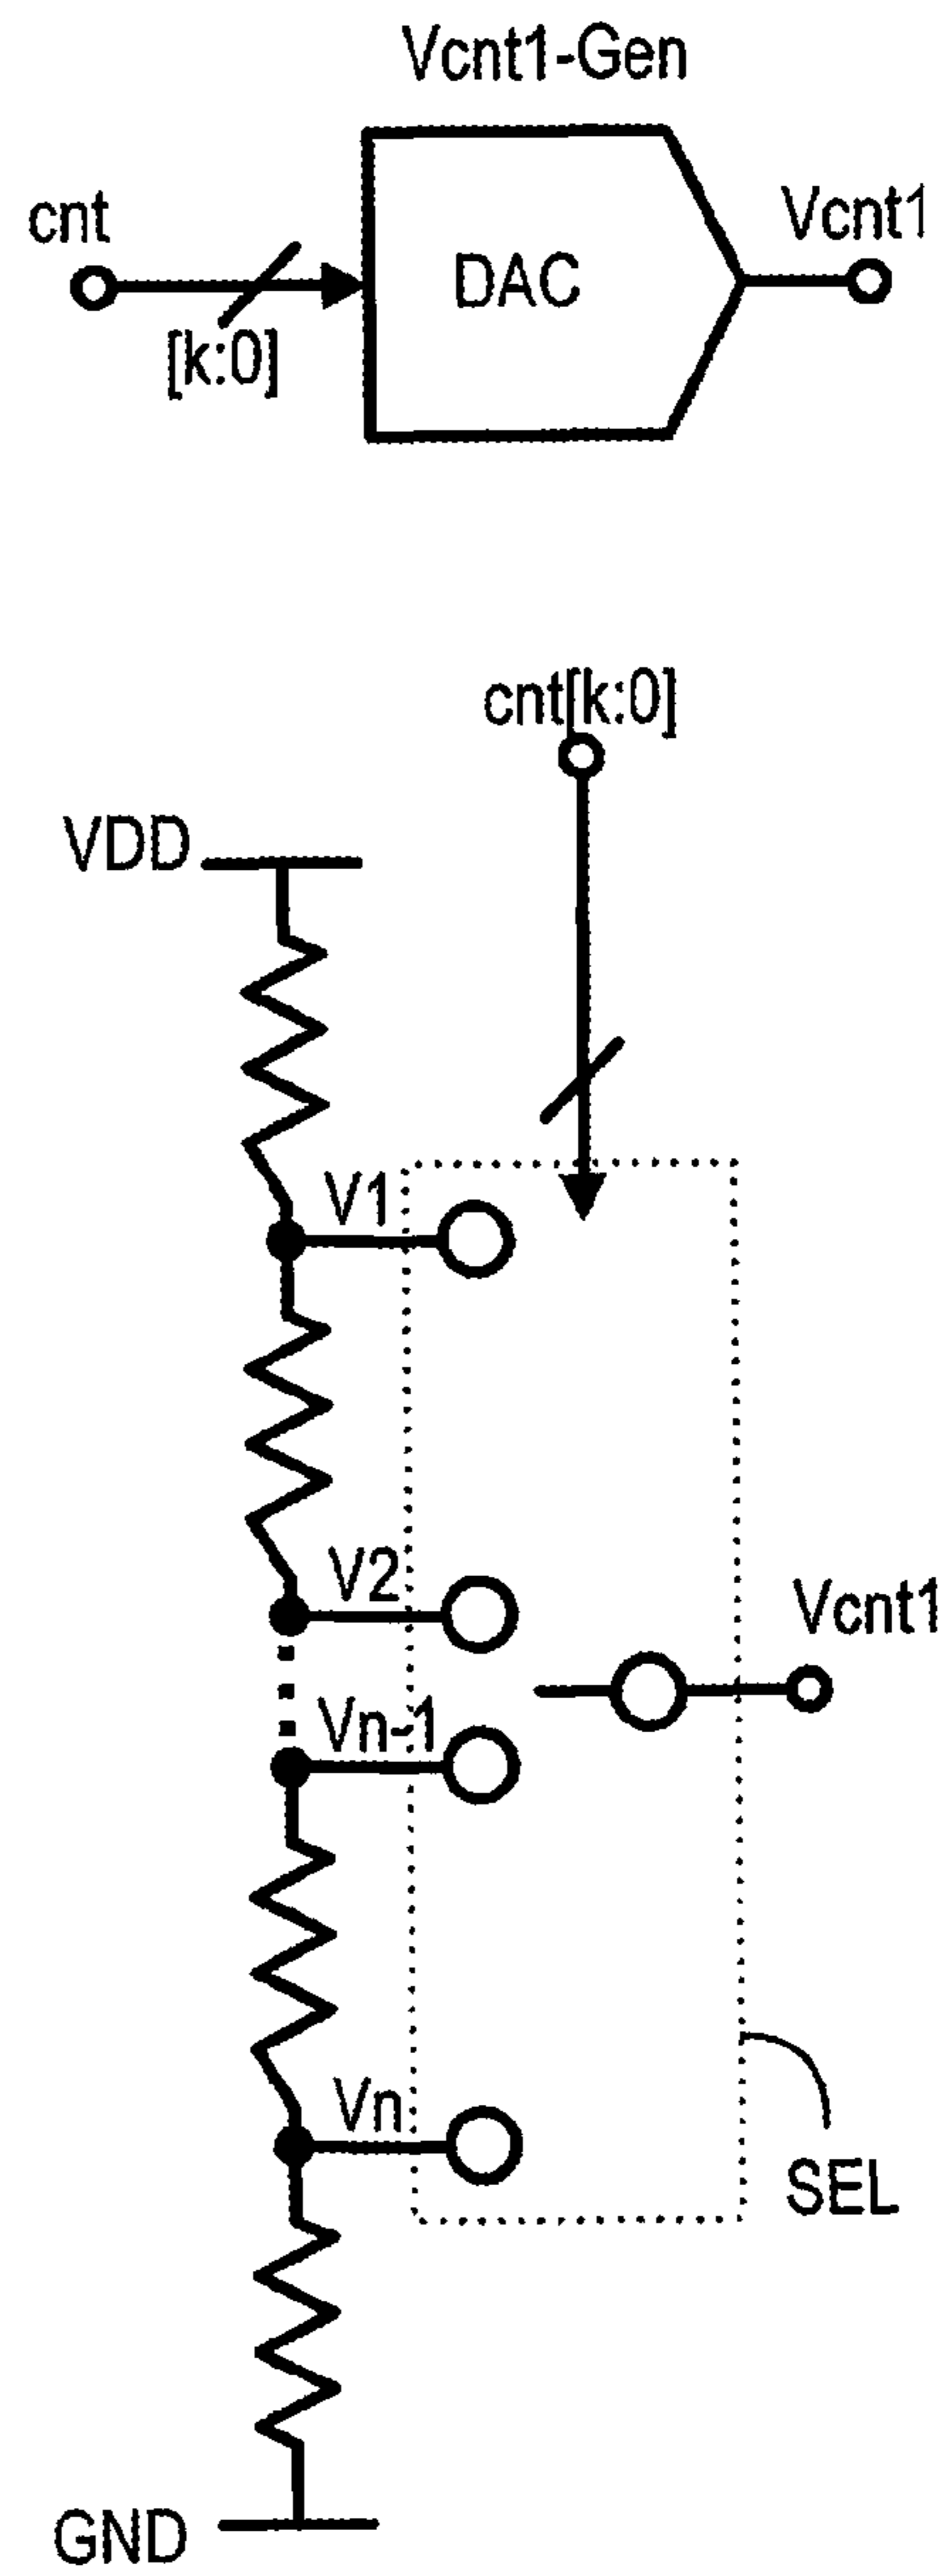 Vcnt1-Gen
cnt
Vcnt1
DAC
[k:0]
cnt[k:0]
VDD
V1
V2
Vcnt1
Vn-1
Vn
SEL
GND